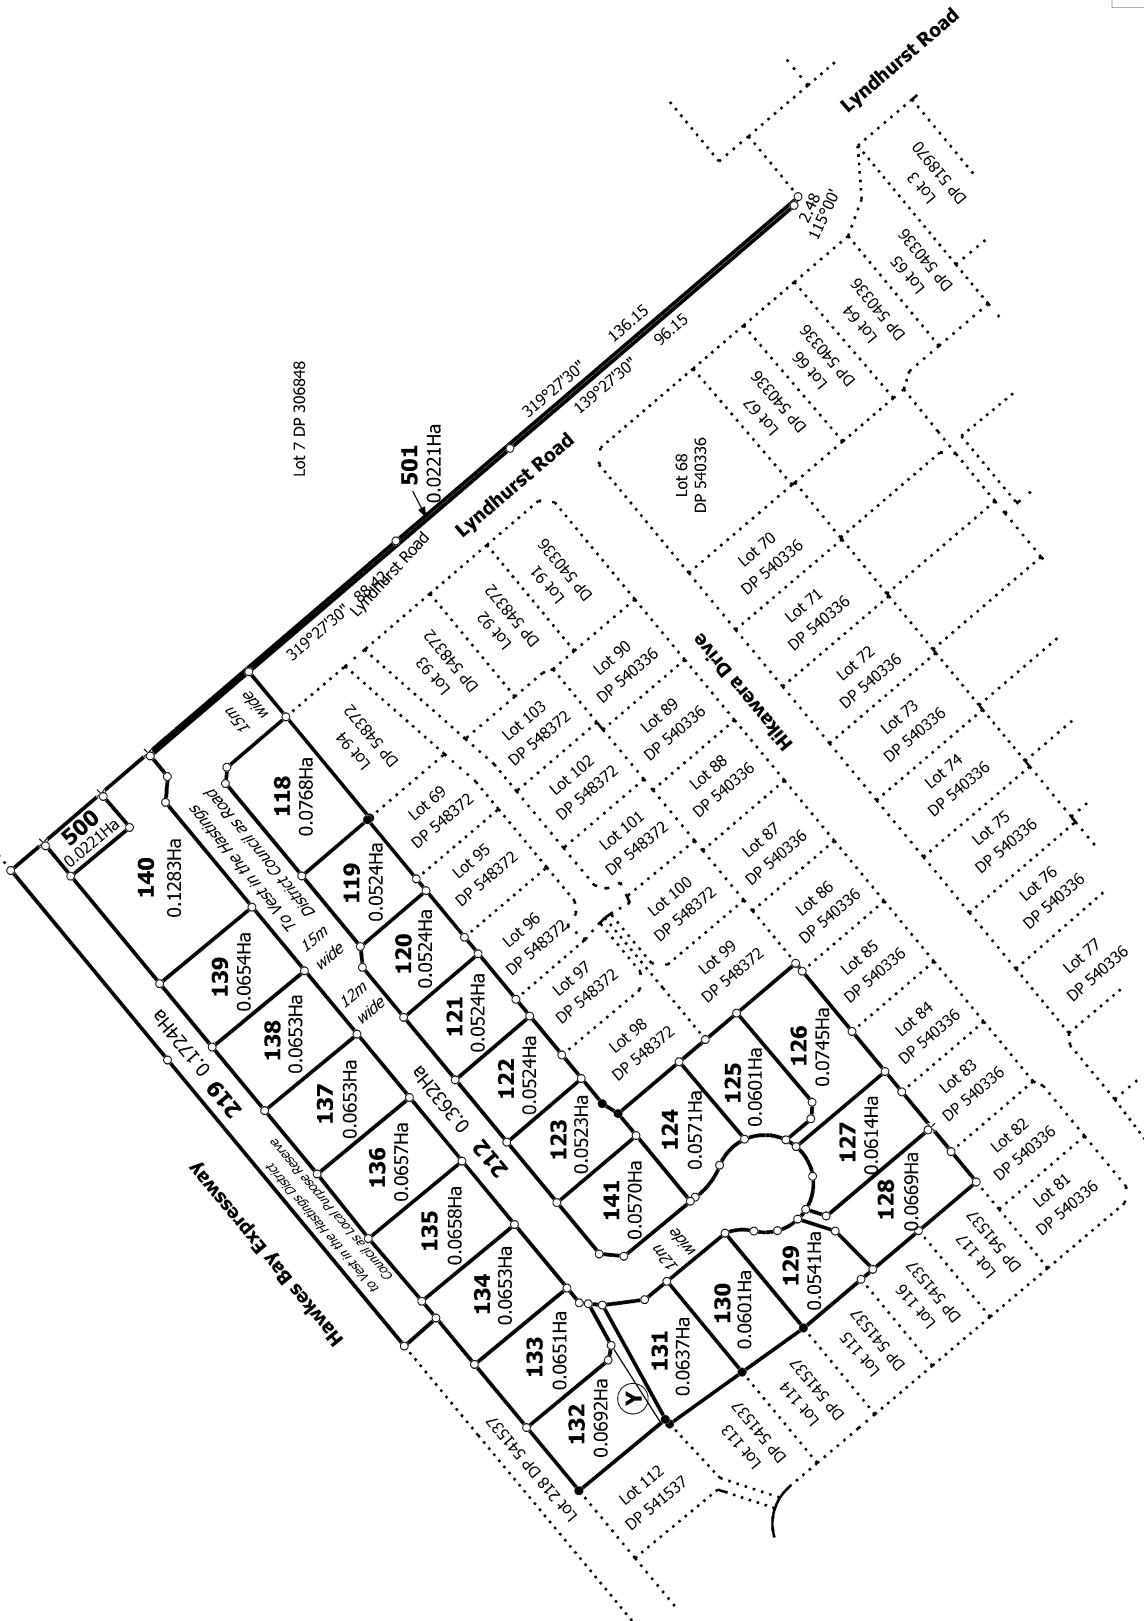 Lyndhurst Road
Lot 3
DP 518970
2.48
115°00'
Lot 65
DP 540336
Lot 64
DP 540336
Lot 66
DP 540336
Lot 67
DP 540336
Lot 68
DP 540336
136.15
96.15
319°27'30"
139°27'30"
Lot 7 DP 306848
501
0.0221Ha
Lyndhurst Road
Lyndhurst Road
319°27'30" 88.42
Lot 91
DP 540336
Lot 92
DP 548372
Lot 93
DP 548372
Lot 94
DP 548372
Lot 70
DP 540336
Lot 71
DP 540336
Lot 72
DP 540336
Lot 73
DP 540336
Lot 74
DP 540336
Lot 75
DP 540336
Lot 76
DP 540336
Lot 77
DP 540336
Hikawera Drive
Lot 90
DP 540336
Lot 89
DP 540336
Lot 88
DP 540336
Lot 87
DP 540336
Lot 86
DP 540336
Lot 85
DP 540336
Lot 84
DP 540336
Lot 83
DP 540336
Lot 82
DP 540336
Lot 81
DP 540336
Lot 103
DP 548372
Lot 102
DP 548372
Lot 101
DP 548372
Lot 100
DP 548372
Lot 99
DP 548372
Lot 69
DP 548372
Lot 95
DP 548372
Lot 96
DP 548372
Lot 97
DP 548372
Lot 98
DP 548372
15m
wide
500
0.0221Ha
140
0.1283Ha
139
0.0654Ha
138
0.0653Ha
137
0.0653Ha
136
0.0657Ha
135
0.0658Ha
134
0.0653Ha
133
0.0651Ha
132
0.0692Ha
Y
131
0.0637Ha
130
0.0601Ha
129
0.0541Ha
128
0.0669Ha
127
0.0614Ha
126
0.0745Ha
125
0.0601Ha
124
0.0571Ha
141
0.0570Ha
123
0.0523Ha
122
0.0524Ha
121
0.0524Ha
120
0.0524Ha
119
0.0524Ha
118
0.0768Ha
To Vest in the Hastings
District Council as Road
15m
wide
12m
wide
212
0.3632Ha
12m
wide
219 0.1724Ha
to Vest in the Hastings District
Council as Local Purpose Reserve
Hawkes Bay Expressway
Lot 218 DP 541537
Lot 112
DP 541537
Lot 113
DP 541537
Lot 114
DP 541537
Lot 115
DP 541537
Lot 116
DP 541537
Lot 117
DP 541537